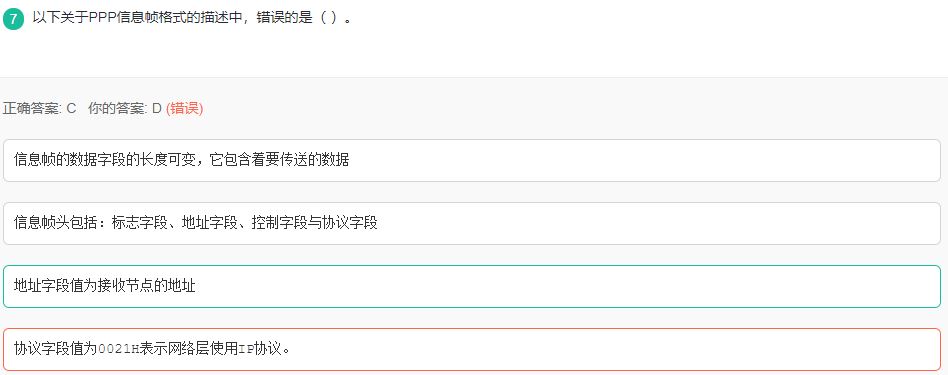 7 以下关于PPP信息帧格式的描述中，错误的是（ ）。
正确答案: C 你的答案: D (错误)
信息帧的数据字段的长度可变，它包含着要传送的数据
信息帧头包括：标志字段、地址字段、控制字段与协议字段
地址字段值为接收节点的地址
协议字段值为0021H表示网络层使用IP协议。